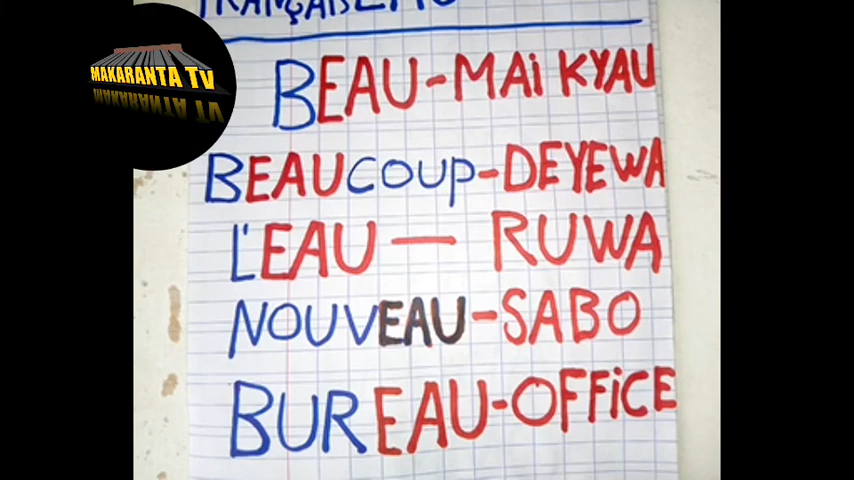 MAKARANTA TV
BEAU-MAi KYAU
BEAUCOUP-DEYEWA
L'EAU — RUWA
NOUVEAU-SABO
BUREAU-OFFiCE